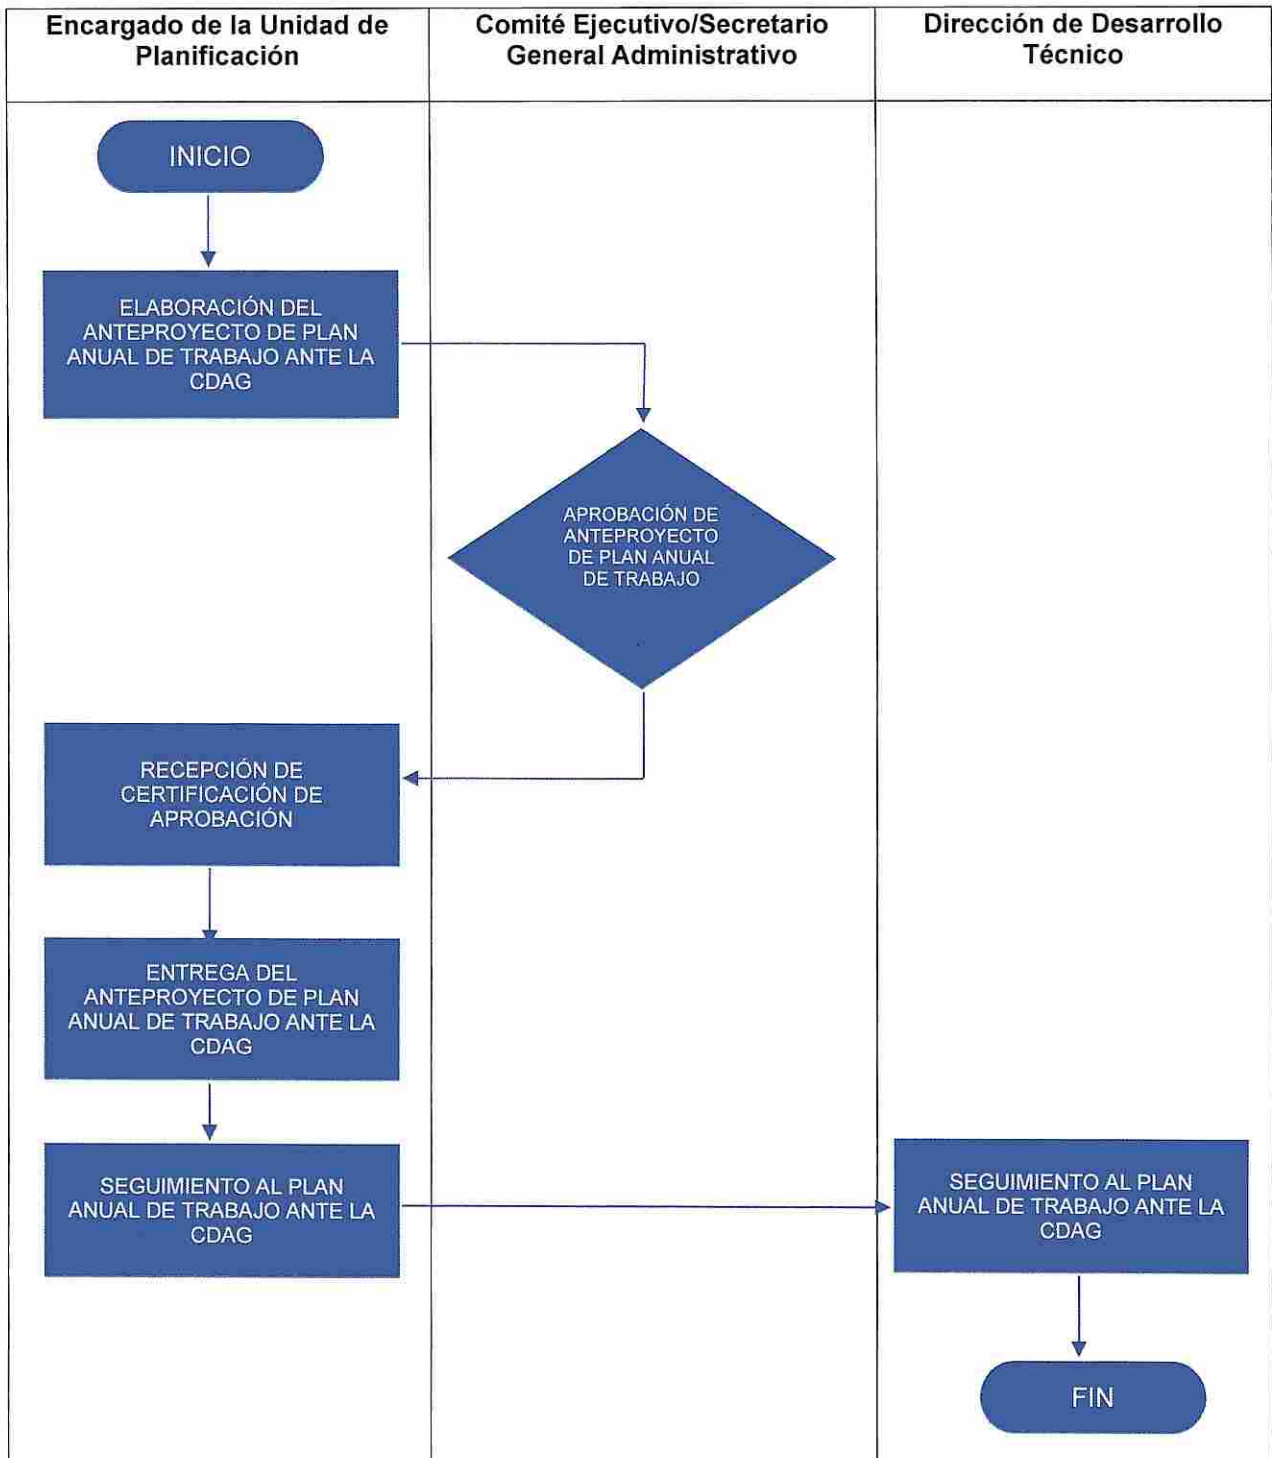 Encargado de la Unidad de
Planificación
Comité Ejecutivo/Secretario
General Administrativo
Dirección de Desarrollo
Técnico
INICIO
ELABORACIÓN DEL
ANTEPROYECTO DE PLAN
ANUAL DE TRABAJO ANTE LA
CDAG
APROBACIÓN DE
ANTEPROYECTO
DE PLAN ANUAL
DE TRABAJO
RECEPCIÓN DE
CERTIFICACIÓN DE
APROBACIÓN
ENTREGA DEL
ANTEPROYECTO DE PLAN
ANUAL DE TRABAJO ANTE LA
CDAG
SEGUIMIENTO AL PLAN
ANUAL DE TRABAJO ANTE LA
CDAG
SEGUIMIENTO AL PLAN
ANUAL DE TRABAJO ANTE LA
CDAG
FIN